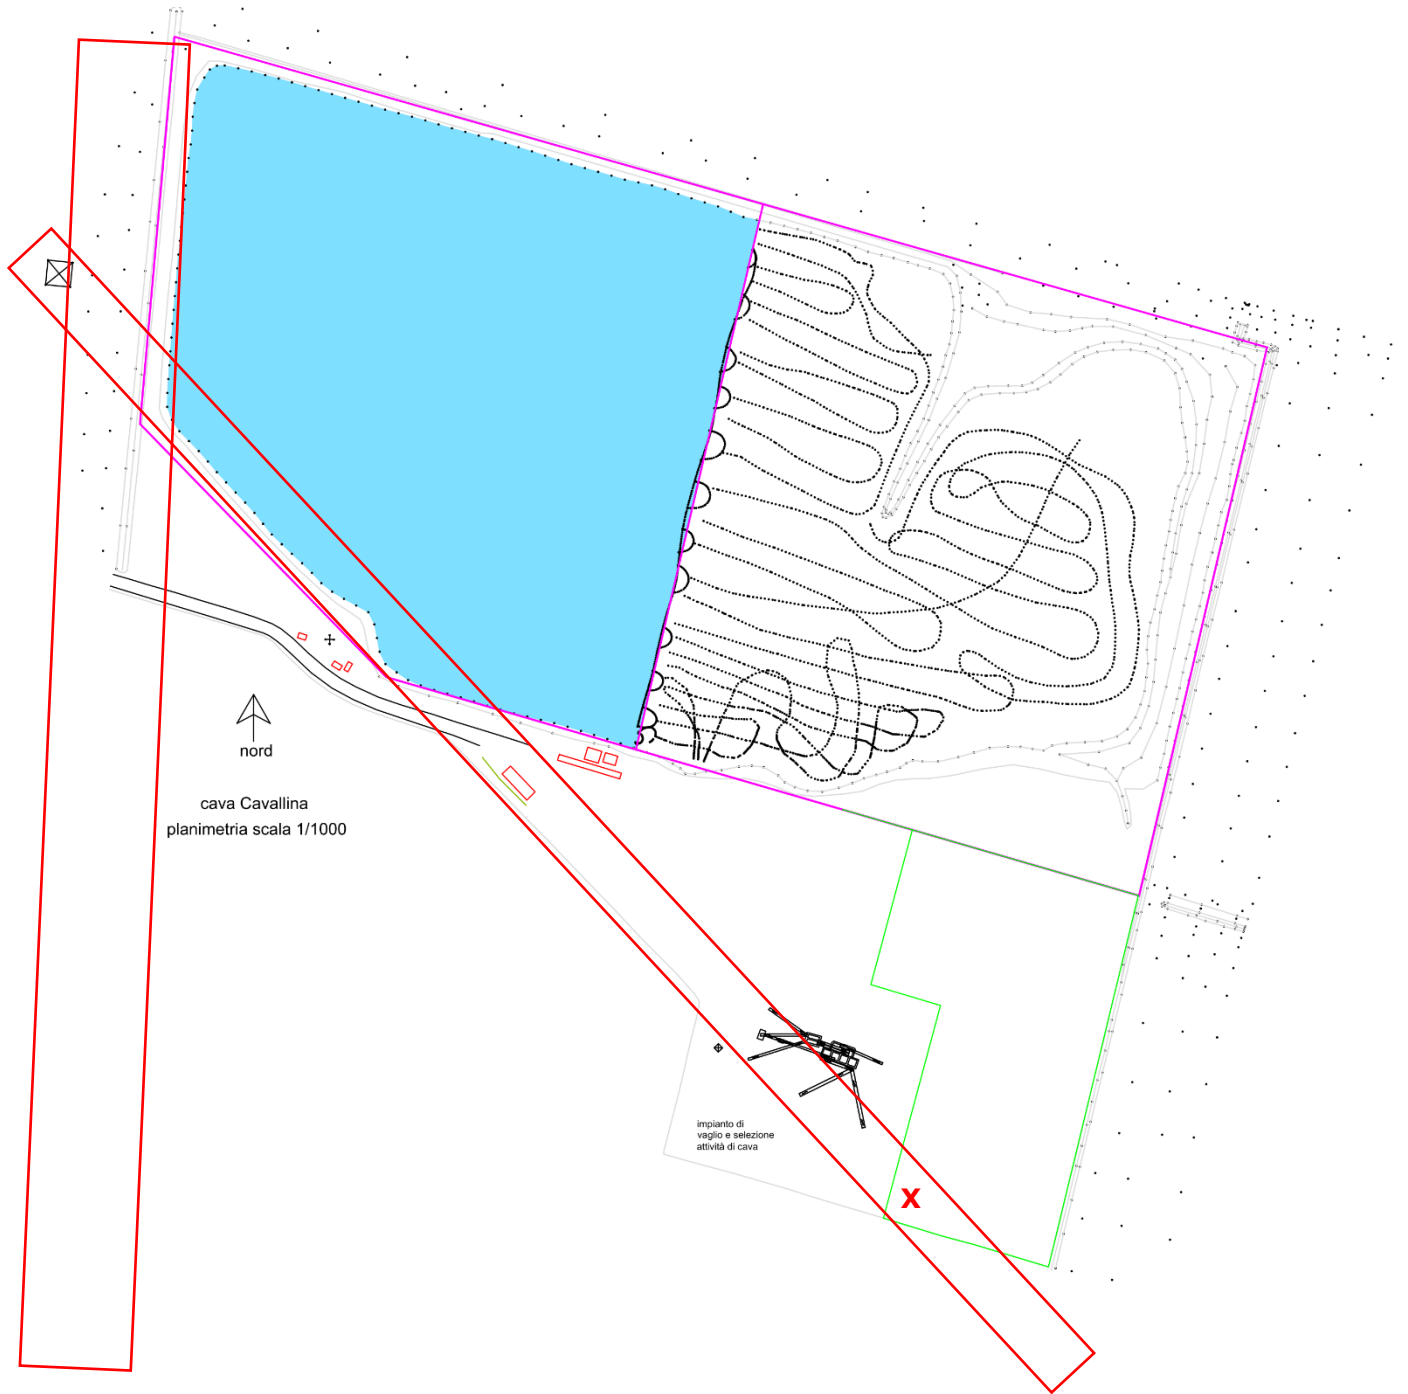 nord
cava Cavallina
planimetria scala 1/1000
impianto di
vaglio e selezione
attività di cava
X